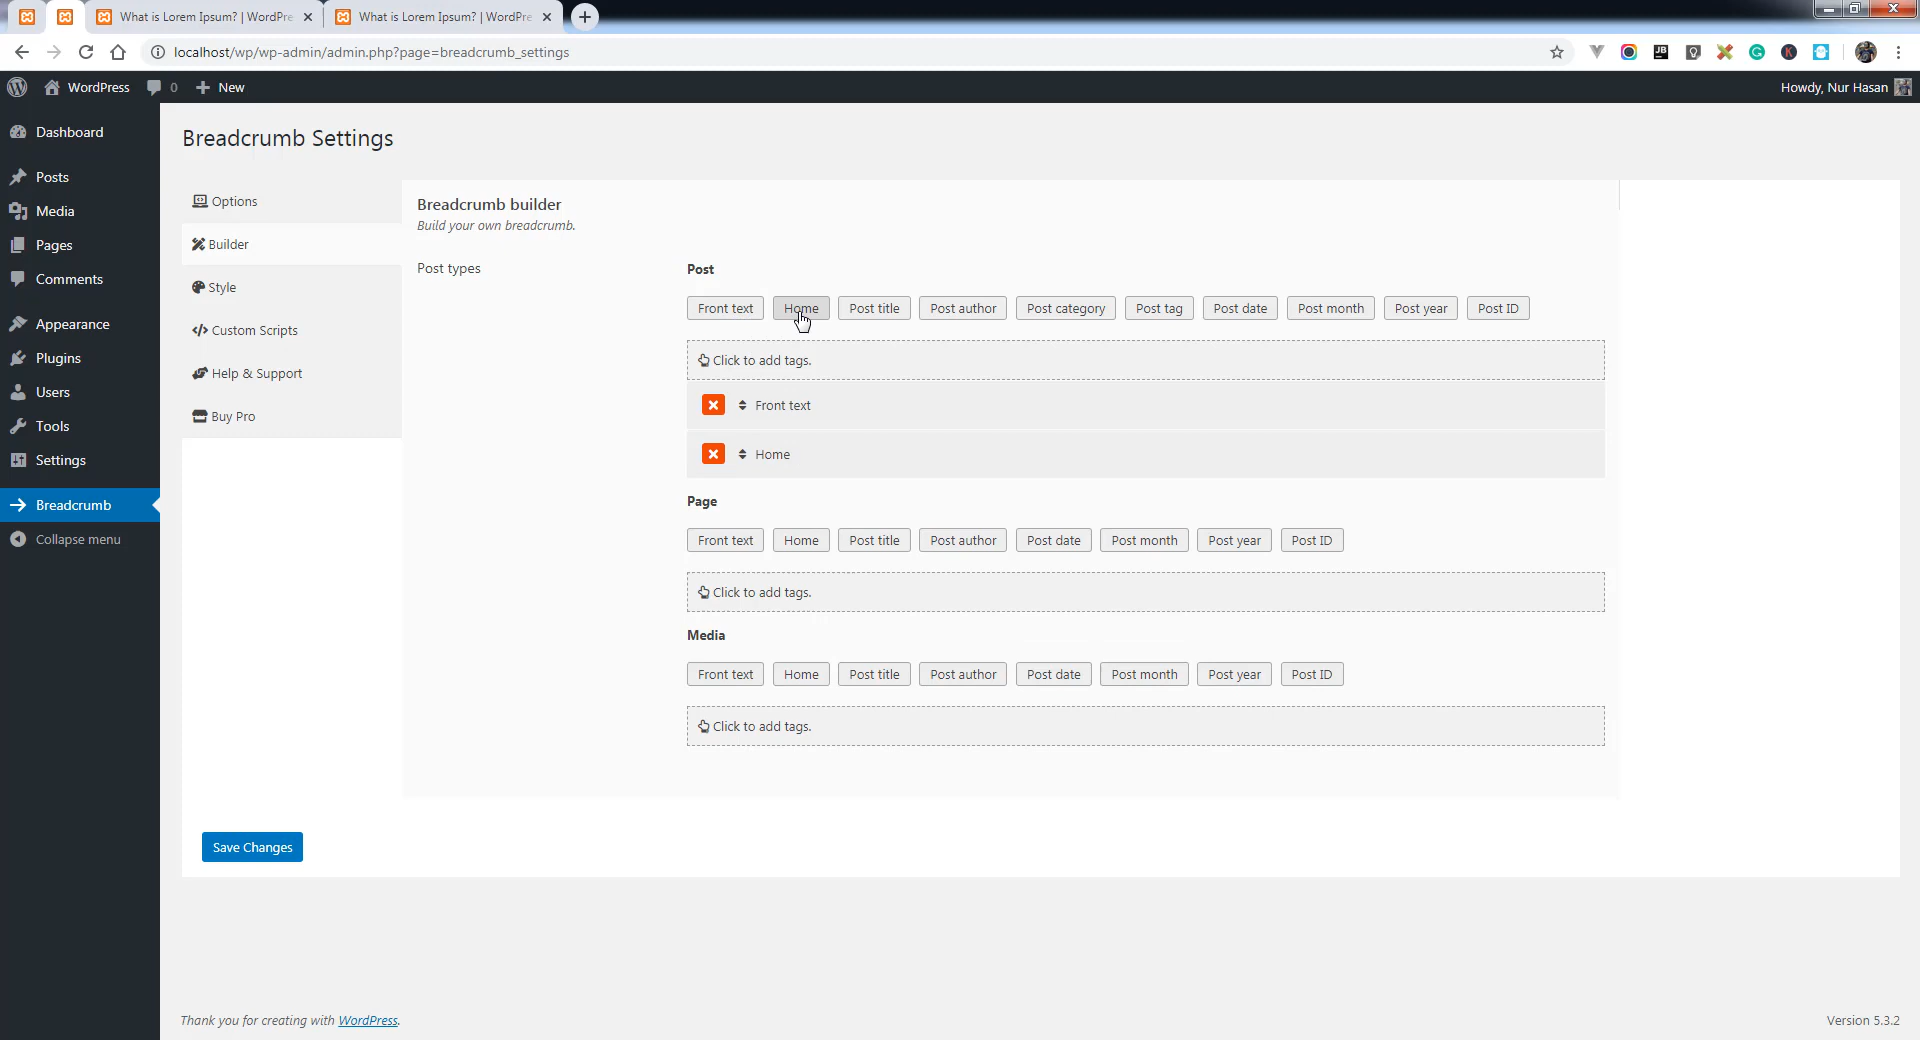 What is Lorem Ipsum? | WordPre
What is Lorem Ipsum? | WordPre
localhost/wp/wp-admin/admin.php?page=breadcrumb_settings
WordPress
0
New
Howdy, Nur Hasan
Dashboard
Posts
Media
Pages
Comments
Appearance
Plugins
Users
Tools
Settings
Breadcrumb
Collapse menu
Breadcrumb Settings
Options
Builder
Style
Custom Scripts
Help & Support
Buy Pro
Breadcrumb builder
Build your own breadcrumb.
Post types
Post
Front text Home Post title Post author Post category Post tag Post date Post month Post year Post ID
Click to add tags.
Front text
Home
Page
Front text Home Post title Post author Post date Post month Post year Post ID
Click to add tags.
Media
Front text Home Post title Post author Post date Post month Post year Post ID
Click to add tags.
Save Changes
Thank you for creating with WordPress.
Version 5.3.2